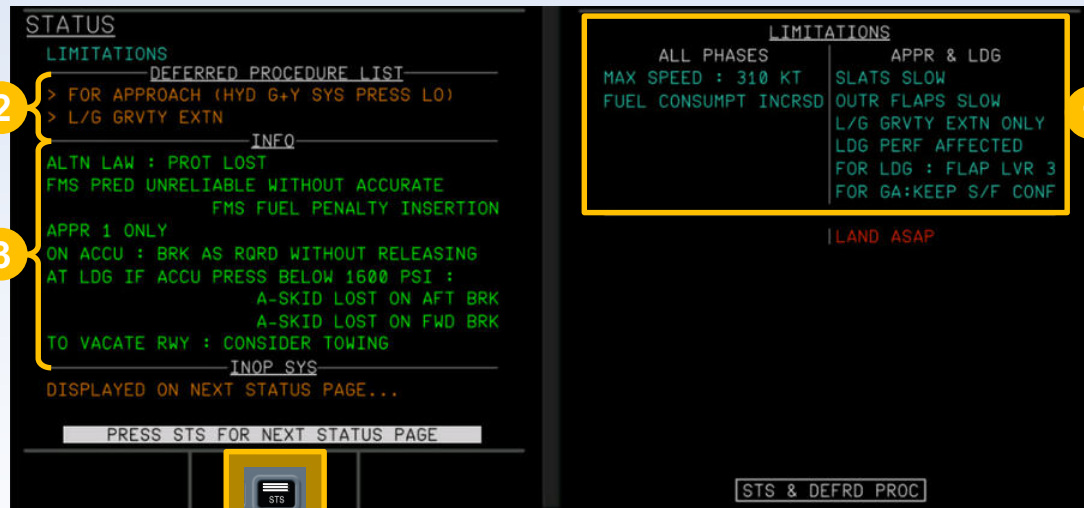 STATUS
LIMITATIONS
DEFERRED PROCEDURE LIST
2
> FOR APPROACH (HYD G+Y SYS PRESS LO)
> L/G GRVTY EXTN
INFO
3
ALTN LAW : PROT LOST
FMS PRED UNRELIABLE WITHOUT ACCURATE
FMS FUEL PENALTY INSERTION
APPR 1 ONLY
ON ACCU : BRK AS RQRD WITHOUT RELEASING
AT LDG IF ACCU PRESS BELOW 1600 PSI :
A-SKID LOST ON AFT BRK
A-SKID LOST ON FWD BRK
TO VACATE RWY : CONSIDER TOWING
INOP SYS
DISPLAYED ON NEXT STATUS PAGE...
PRESS STS FOR NEXT STATUS PAGE
STS
LIMITATIONS
ALL PHASES
MAX SPEED : 310 KT
FUEL CONSUMPT INCRSD
APPR & LDG
SLATS SLOW
OUTR FLAPS SLOW
L/G GRVTY EXTN ONLY
LDG PERF AFFECTED
FOR LDG : FLAP LVR 3
FOR GA:KEEP S/F CONF
LAND ASAP
STS & DEFRD PROC